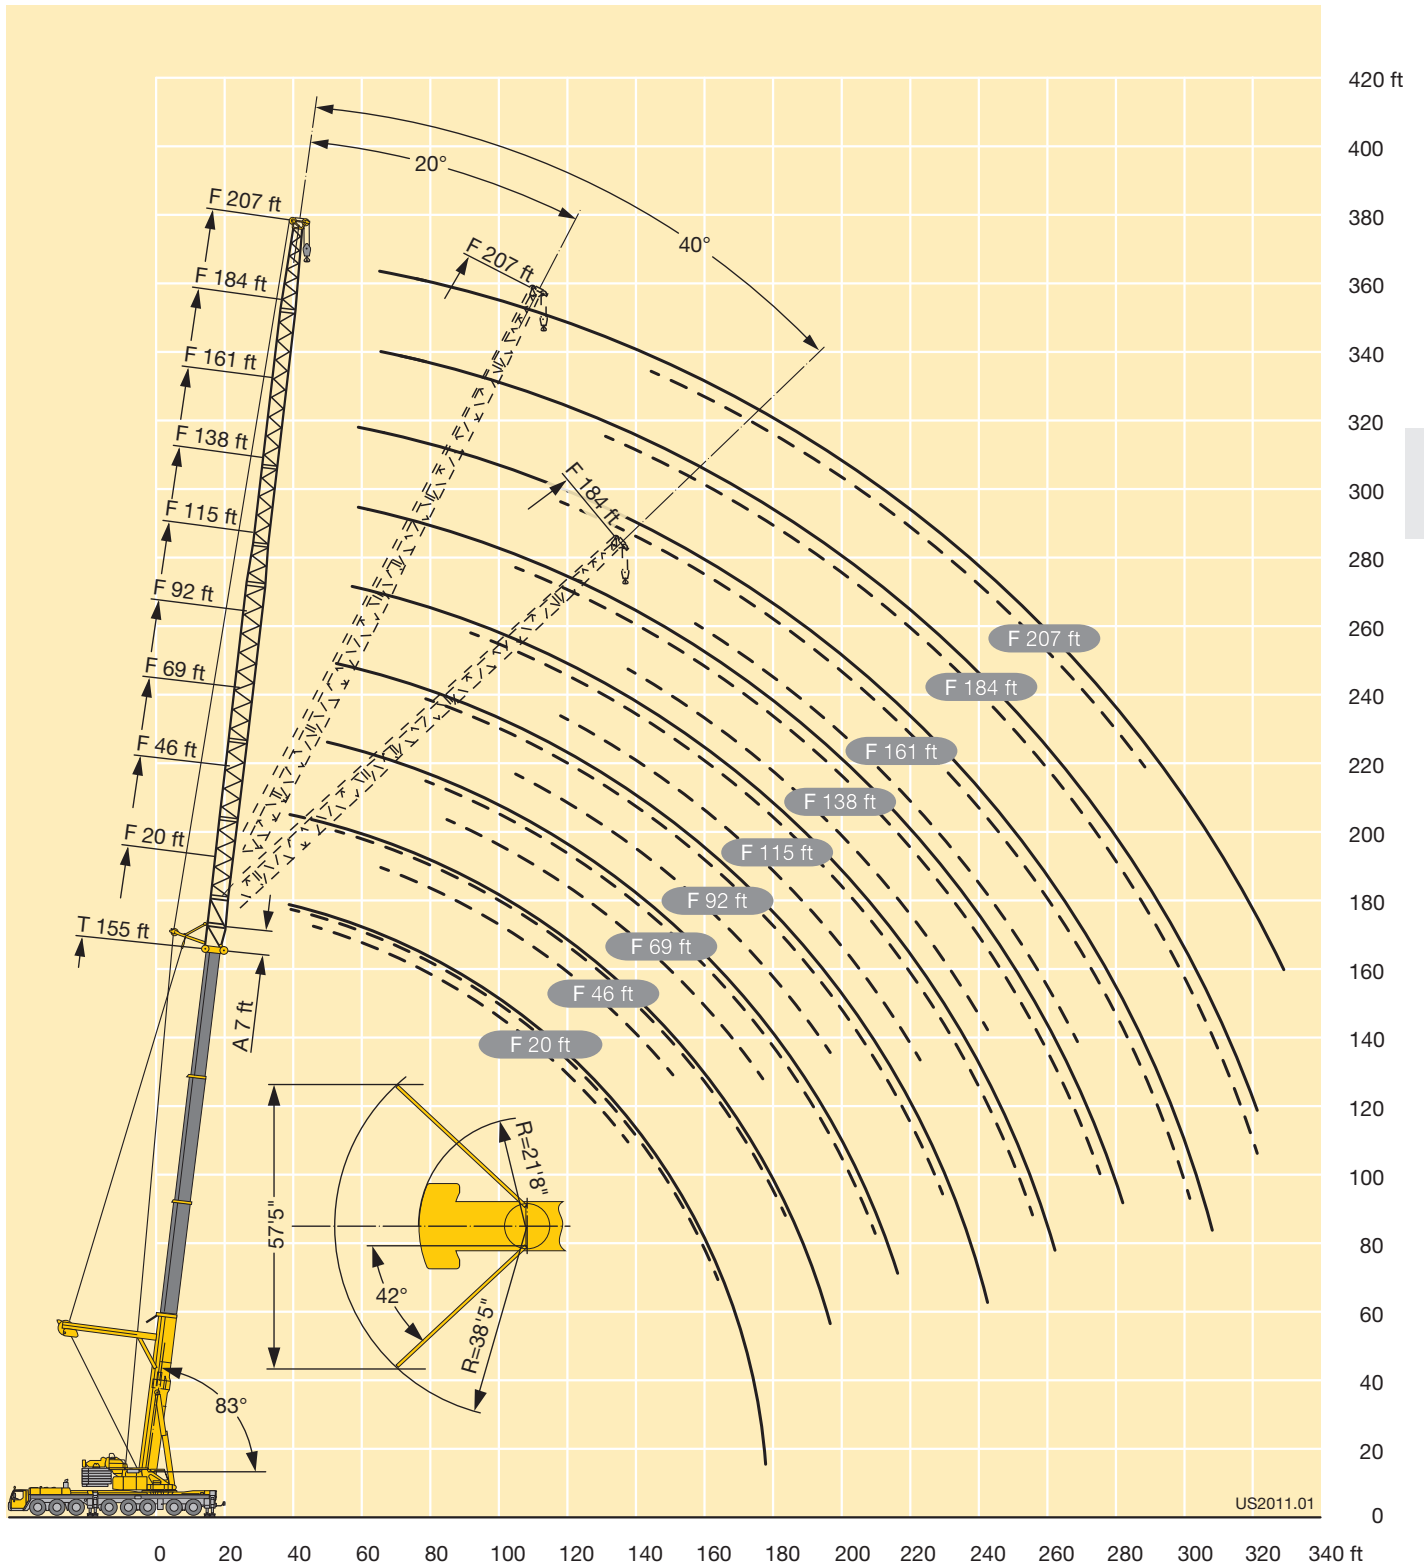 420 ft
400
380
360
340
320
300
280
260
240
220
200
180
160
140
120
100
80
60
40
20
0
20°
40°
F 207 ft
F 184 ft
F 161 ft
F 138 ft
F 115 ft
F 92 ft
F 69 ft
F 46 ft
F 20 ft
T 155 ft
A 7 ft
F 207 ft
F 184 ft
F 207 ft
F 184 ft
F 161 ft
F 138 ft
F 115 ft
F 92 ft
F 69 ft
F 46 ft
F 20 ft
57'5"
R=21'8"
42°
R=38'5"
83°
US2011.01
0 20 40 60 80 100 120 140 160 180 200 220 240 260 280 300 320 340 ft